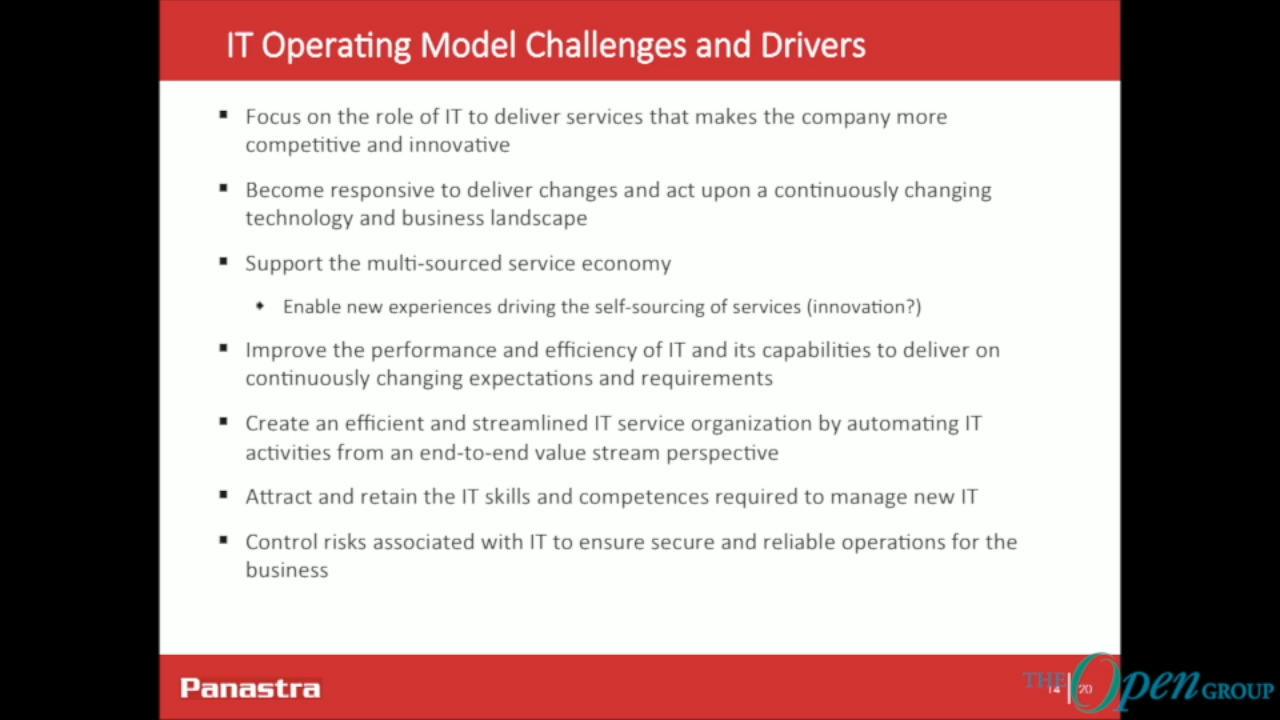 IT Operating Model Challenges and Drivers
Focus on the role of IT to deliver services that makes the company more
competitive and innovative
Become responsive to deliver changes and act upon a continuously changing
technology and business landscape
Support the multi-sourced service economy
Enable new experiences driving the self-sourcing of services (innovation?)
Improve the performance and efficiency of IT and its capabilities to deliver on
continuously changing expectations and requirements
Create an efficient and streamlined IT service organization by automating IT
activities from an end-to-end value stream perspective
Attract and retain the IT skills and competences required to manage new IT
Control risks associated with IT to ensure secure and reliable operations for the
business
Panastra
14 | 20
THE Open GROUP